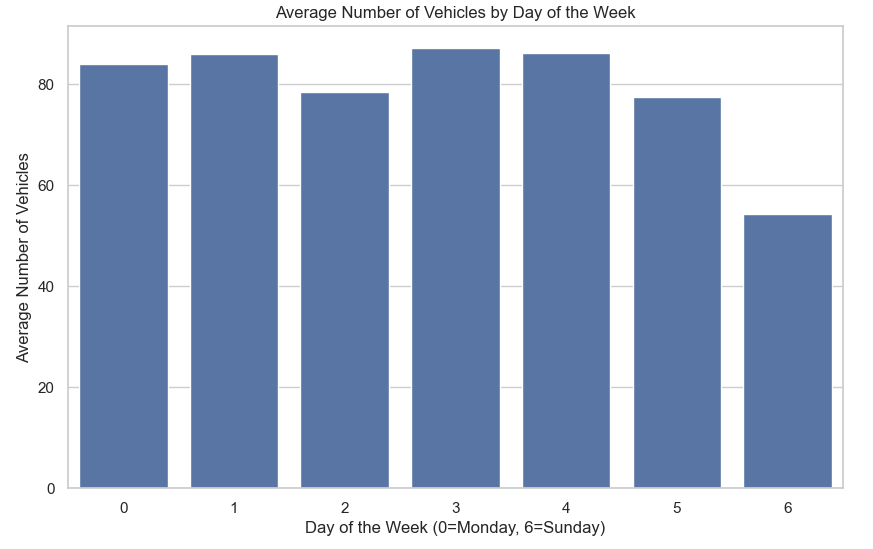 Average Number of Vehicles by Day of the Week
Average Number of Vehicles
80
60
40
20
0
0 1 2 3 4 5 6
Day of the Week (0=Monday, 6=Sunday)